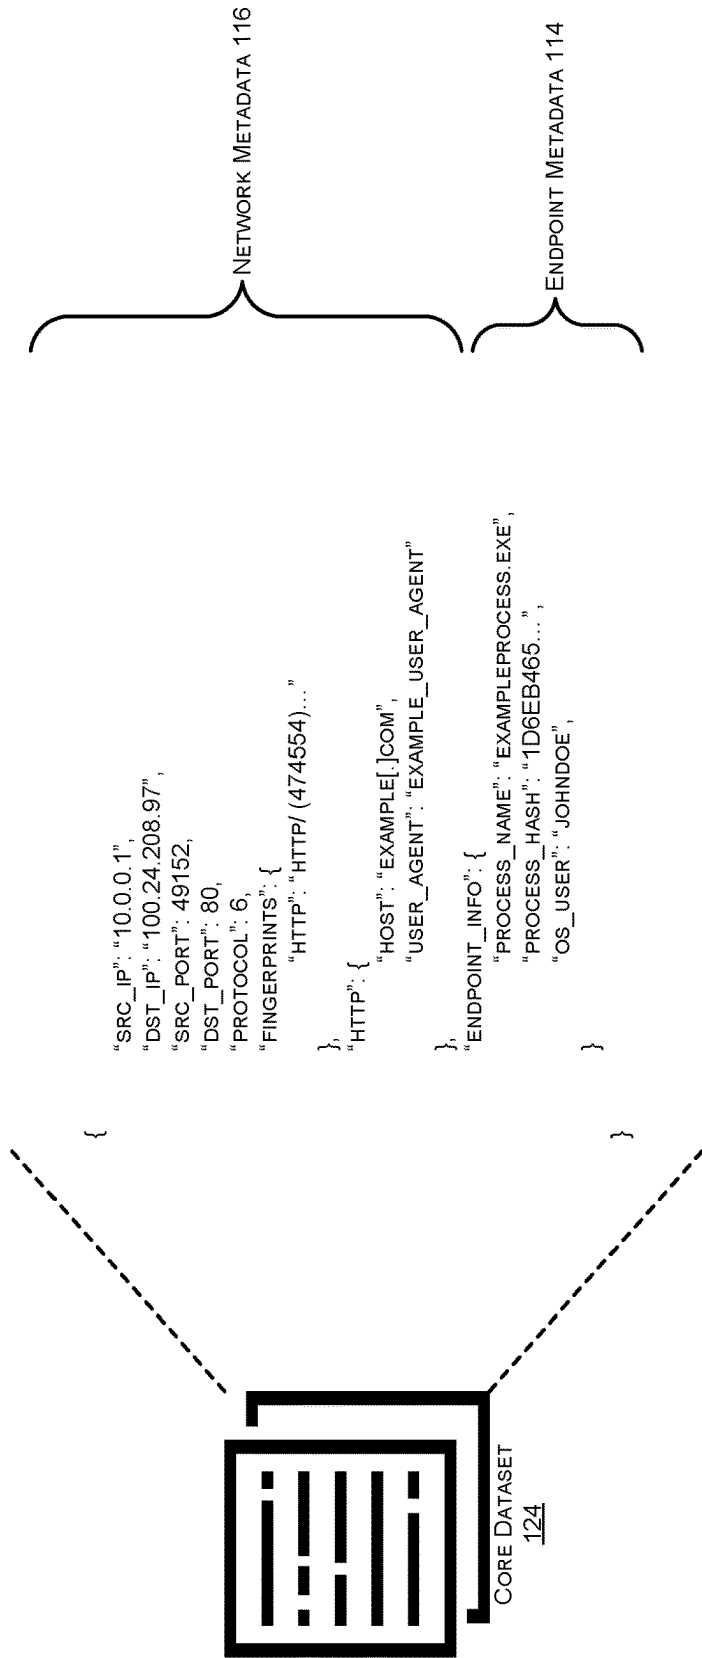 {
"SRC_IP": "10.0.0.1",
"DST_IP": "100.24.208.97",
"SRC_PORT": 49152,
"DST_PORT": 80,
"PROTOCOL": 6,
"FINGERPRINTS": {
"HTTP": "HTTP/ (474554)..."
},
"HTTP": {
"HOST": "EXAMPLE[.]COM",
"USER_AGENT": "EXAMPLE_USER_AGENT"
},
"ENDPOINT_INFO": {
"PROCESS_NAME": "EXAMPLEPROCESS.EXE",
"PROCESS_HASH": "1D6EB465...",
"OS_USER": "JOHNDOE",
}
}
NETWORK METADATA 116
ENDPOINT METADATA 114
CORE DATASET
124